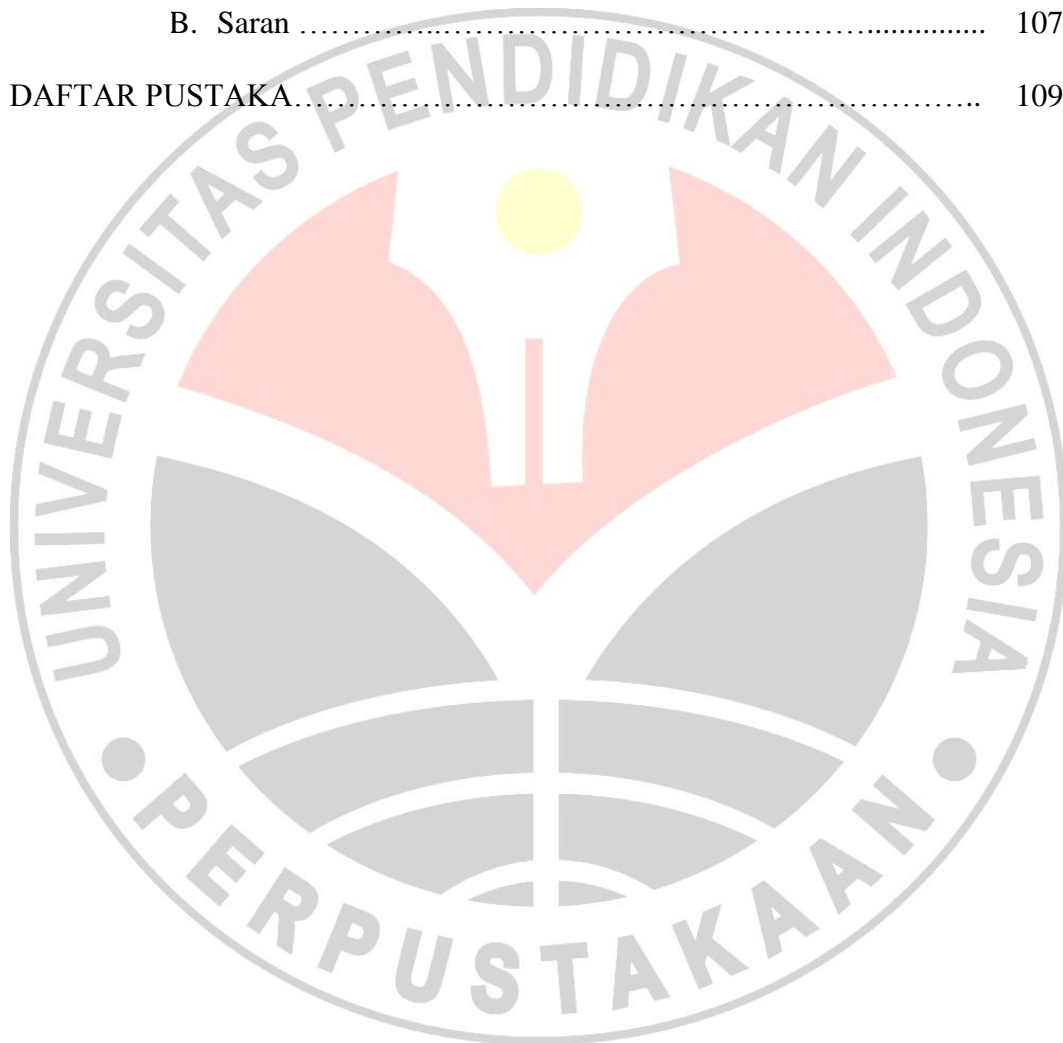 B. Saran …………...……………………………….……............... 107
DAFTAR PUSTAKA……………………………………………………….. 109
UNIVERSITAS PENDIDIKAN INDONESIA
PERPUSTAKAAN